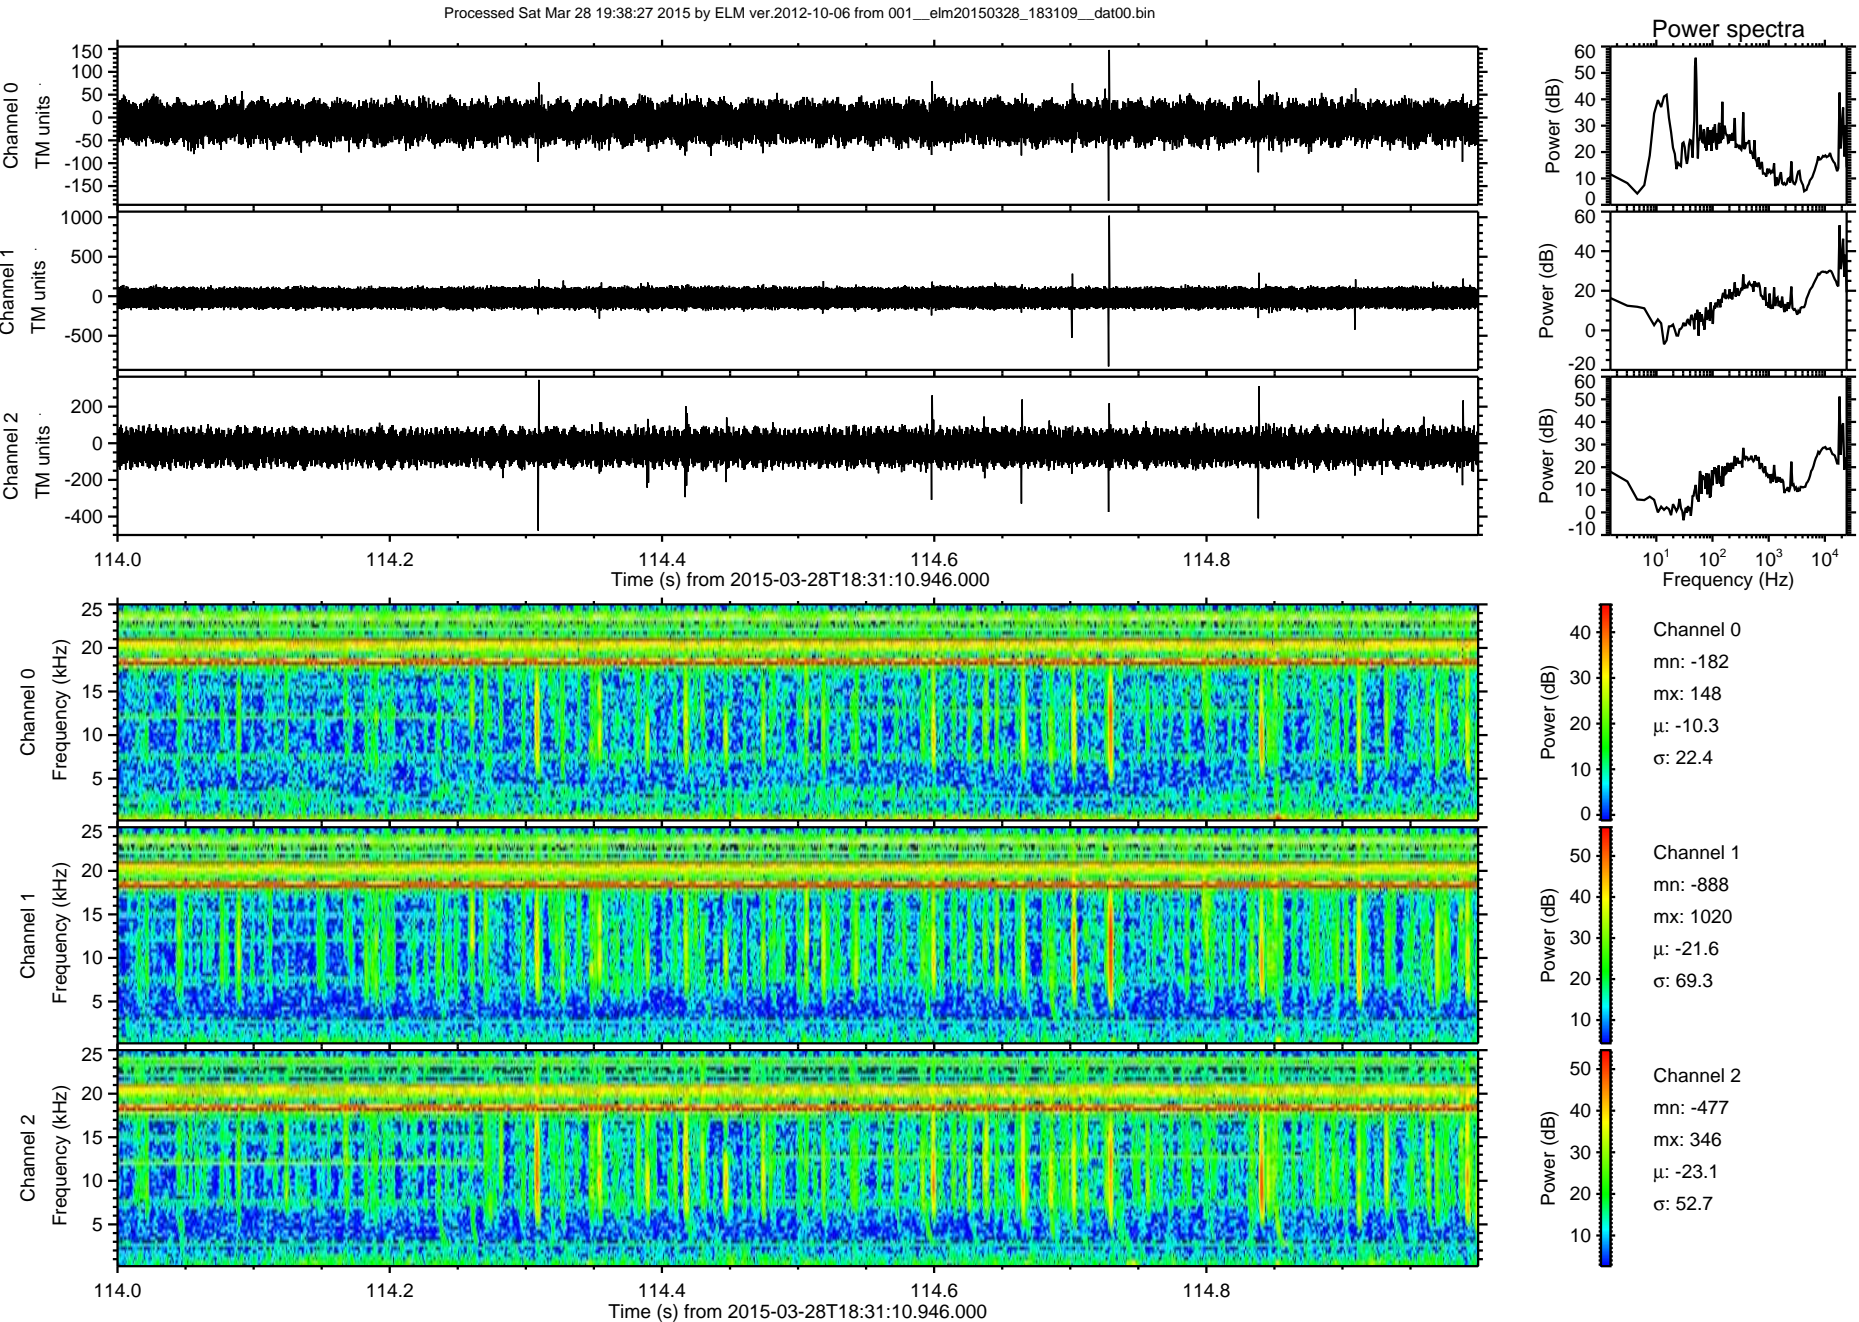 Processed Sat Mar 28 19:38:27 2015 by ELM ver.2012-10-06 from 001__elm20150328_183109__dat00.bin
Power spectra
Channel 0
TM units
150
100
50
0
-50
-100
-150
Power (dB)
60
50
40
30
20
10
0
Channel 1
TM units
1000
500
0
-500
Power (dB)
60
40
20
0
-20
Channel 2
TM units
200
0
-200
-400
Power (dB)
60
50
40
30
20
10
0
-10
114.0 114.2 114.4 114.6 114.8
Time (s) from 2015-03-28T18:31:10.946.000
10¹ 10² 10³ 10⁴
Frequency (Hz)
Channel 0
Frequency (kHz)
25
20
15
10
5
Power (dB)
40
30
20
10
0
Channel 0
mn: -182
mx: 148
µ: -10.3
σ: 22.4
Channel 1
Frequency (kHz)
25
20
15
10
5
Power (dB)
50
40
30
20
10
Channel 1
mn: -888
mx: 1020
µ: -21.6
σ: 69.3
Channel 2
Frequency (kHz)
25
20
15
10
5
Power (dB)
50
40
30
20
10
Channel 2
mn: -477
mx: 346
µ: -23.1
σ: 52.7
114.0 114.2 114.4 114.6 114.8
Time (s) from 2015-03-28T18:31:10.946.000